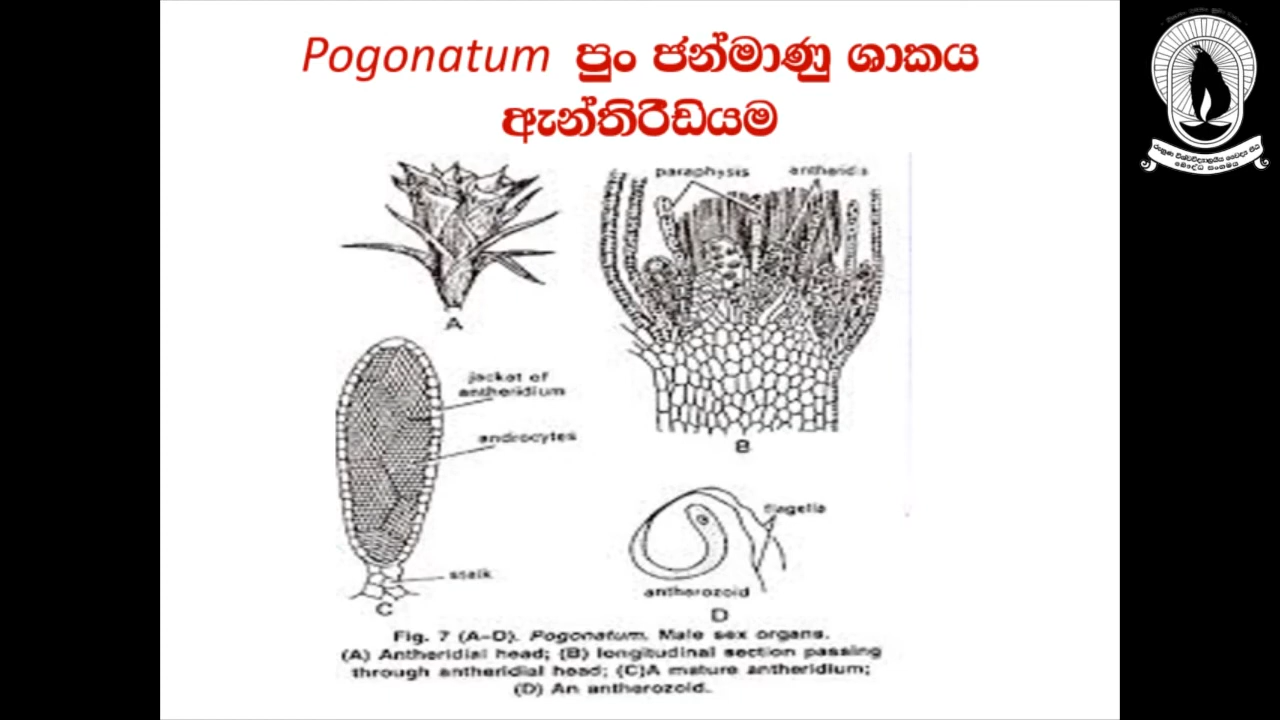 Pogonatum පුං ජන්මාණු ශාකය
ඇන්තිරීඩියම
paraphysis
antheridia
A
jacket of
antheridium
androcytes
stalk
C
B
flagella
antherozoid
D
Fig. 7 (A-D). Pogonatum. Male sex organs.
(A) Antheridial head; (B) longitudinal section passing
through antheridial head; (C)A mature antheridium;
(D) An antherozoid.